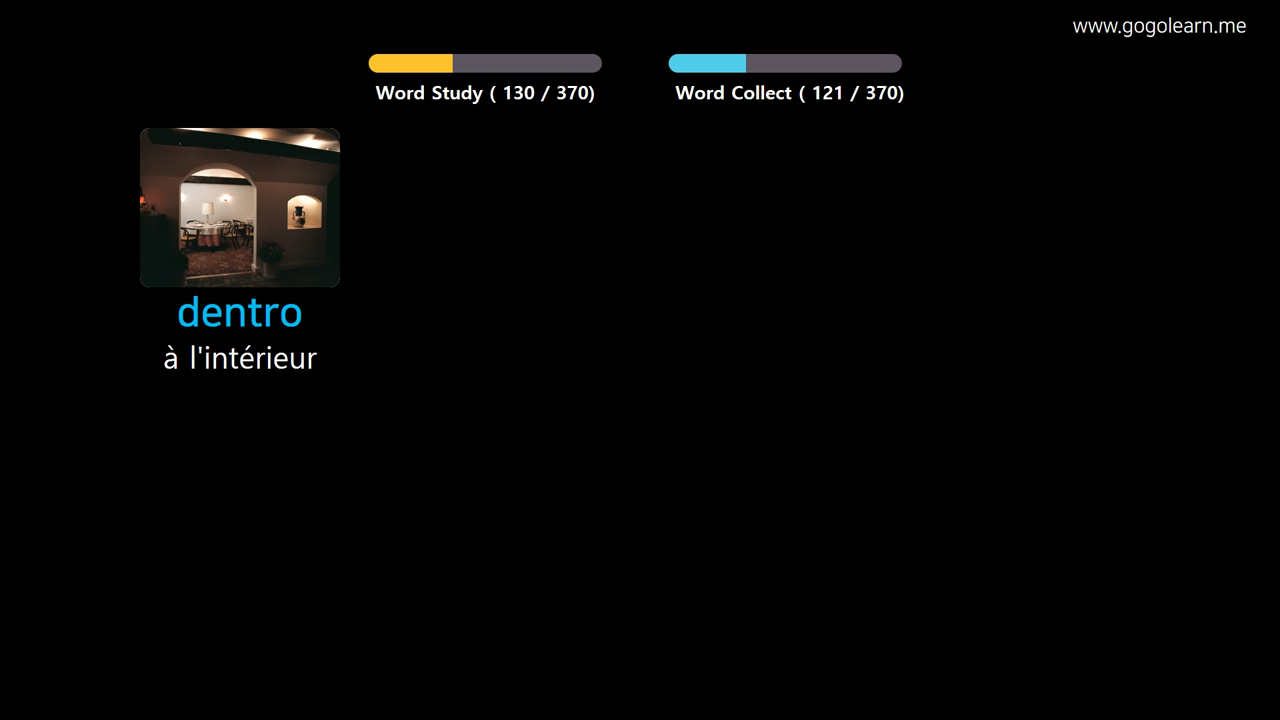 www.gogolearn.me
Word Study ( 130 / 370)
Word Collect ( 121 / 370)
dentro
à l'intérieur